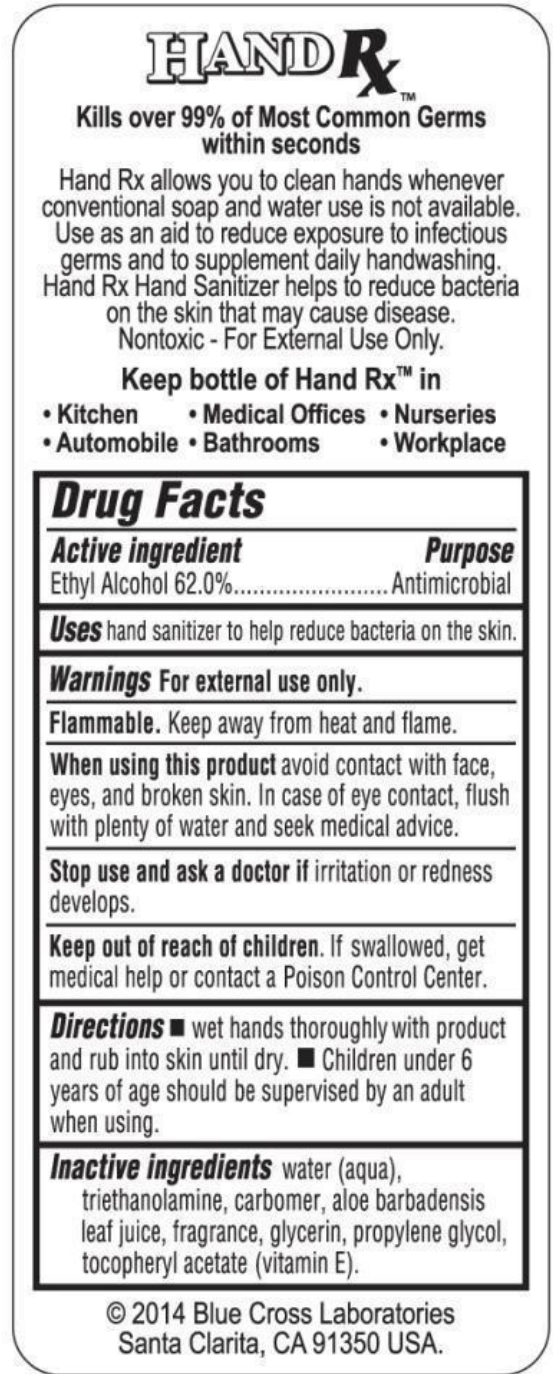 HAND Rx™
Kills over 99% of Most Common Germs
within seconds
Hand Rx allows you to clean hands whenever
conventional soap and water use is not available.
Use as an aid to reduce exposure to infectious
germs and to supplement daily handwashing.
Hand Rx Hand Sanitizer helps to reduce bacteria
on the skin that may cause disease.
Nontoxic - For External Use Only.
Keep bottle of Hand Rx™ in
• Kitchen • Medical Offices • Nurseries
• Automobile • Bathrooms • Workplace
Drug Facts
Active ingredient Purpose
Ethyl Alcohol 62.0%........................Antimicrobial
Uses hand sanitizer to help reduce bacteria on the skin.
Warnings For external use only.
Flammable. Keep away from heat and flame.
When using this product avoid contact with face,
eyes, and broken skin. In case of eye contact, flush
with plenty of water and seek medical advice.
Stop use and ask a doctor if irritation or redness
develops.
Keep out of reach of children. If swallowed, get
medical help or contact a Poison Control Center.
Directions ■ wet hands thoroughly with product
and rub into skin until dry. ■ Children under 6
years of age should be supervised by an adult
when using.
Inactive ingredients water (aqua),
triethanolamine, carbomer, aloe barbadensis
leaf juice, fragrance, glycerin, propylene glycol,
tocopheryl acetate (vitamin E).
© 2014 Blue Cross Laboratories
Santa Clarita, CA 91350 USA.